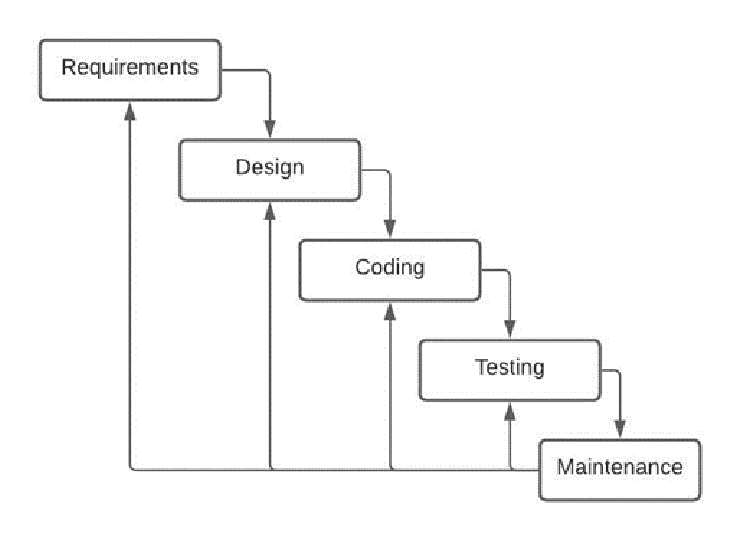 Requirements
Design
Coding
Testing
Maintenance